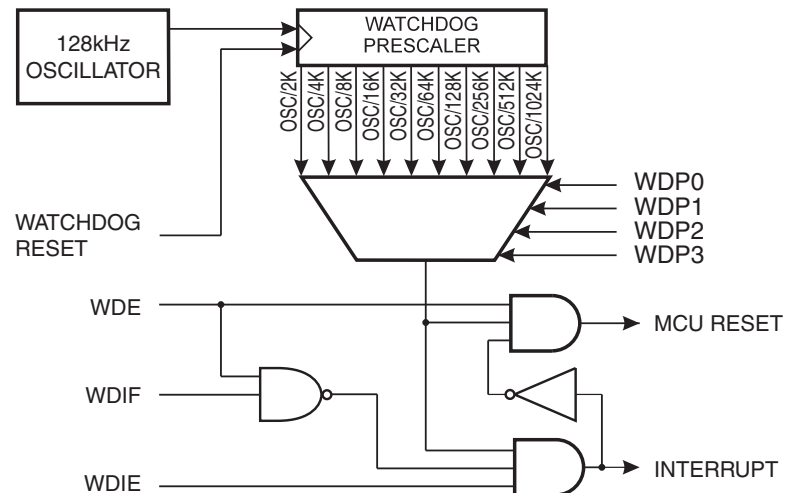 128kHz
OSCILLATOR
WATCHDOG
PRESCALER
OSC/2K
OSC/4K
OSC/8K
OSC/16K
OSC/32K
OSC/64K
OSC/128K
OSC/256K
OSC/512K
OSC/1024K
WDP0
WDP1
WDP2
WDP3
WATCHDOG
RESET
WDE
MCU RESET
WDIF
INTERRUPT
WDIE